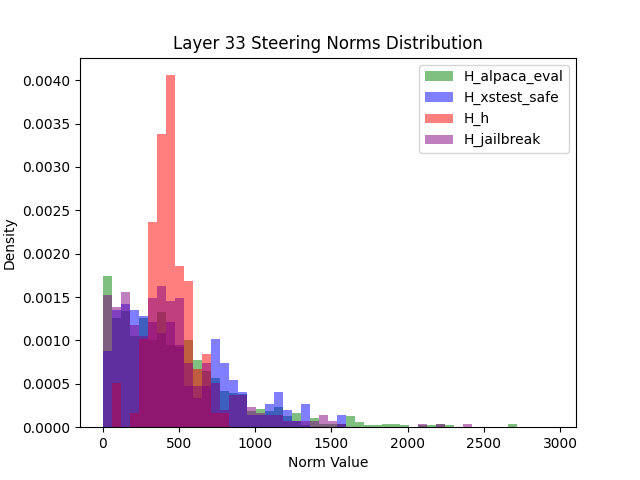 Layer 33 Steering Norms Distribution
H_alpaca_eval
H_xstest_safe
H_h
H_jailbreak
Density
0.0040
0.0035
0.0030
0.0025
0.0020
0.0015
0.0010
0.0005
0.0000
0 500 1000 1500 2000 2500 3000
Norm Value